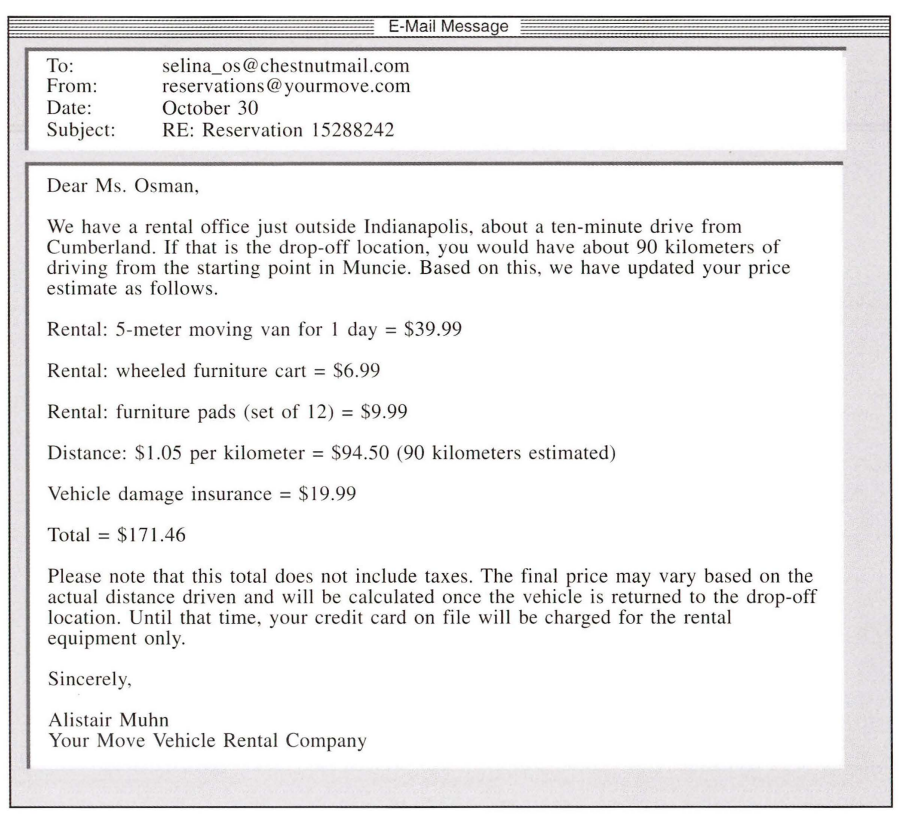 E-Mail Message
To: selina_os@chestnutmail.com
From: reservations@yourmove.com
Date: October 30
Subject: RE: Reservation 15288242
Dear Ms. Osman,
We have a rental office just outside Indianapolis, about a ten-minute drive from
Cumberland. If that is the drop-off location, you would have about 90 kilometers of
driving from the starting point in Muncie. Based on this, we have updated your price
estimate as follows.
Rental: 5-meter moving van for 1 day = $39.99
Rental: wheeled furniture cart = $6.99
Rental: furniture pads (set of 12) = $9.99
Distance: $1.05 per kilometer = $94.50 (90 kilometers estimated)
Vehicle damage insurance = $19.99
Total = $171.46
Please note that this total does not include taxes. The final price may vary based on the
actual distance driven and will be calculated once the vehicle is returned to the drop-off
location. Until that time, your credit card on file will be charged for the rental
equipment only.
Sincerely,
Alistair Muhn
Your Move Vehicle Rental Company